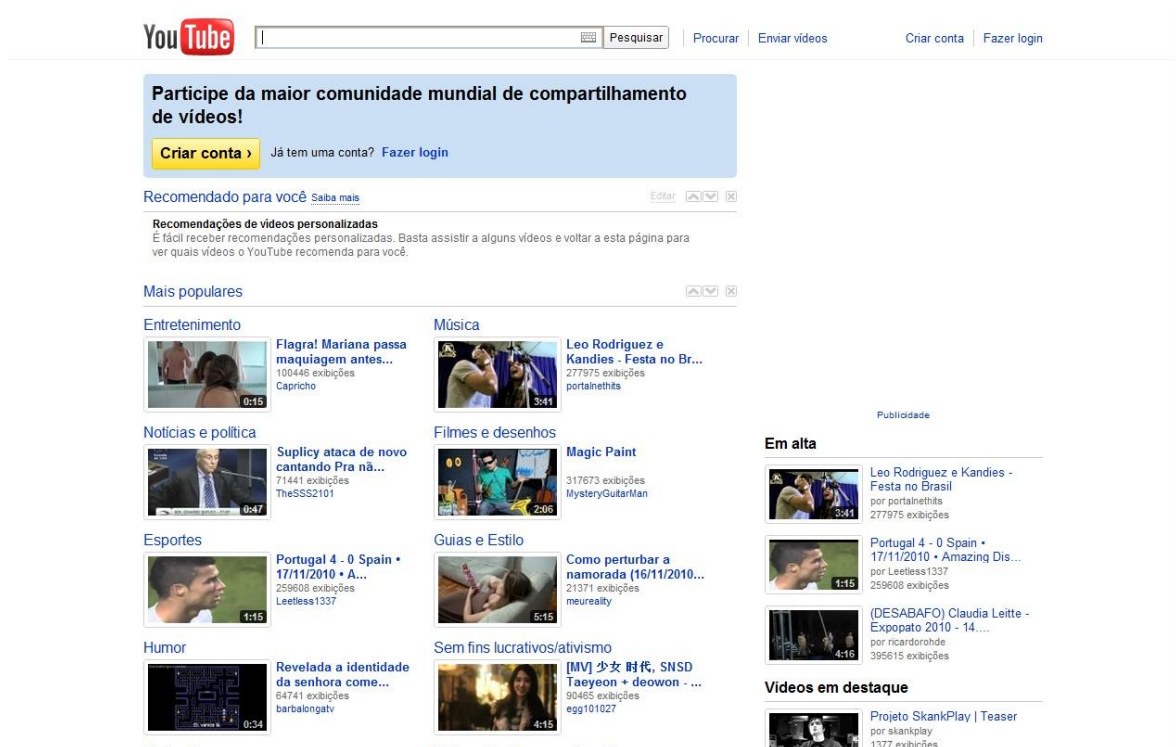 YouTube
Pesquisar
Procurar
Enviar vídeos
Criar conta
Fazer login
Participe da maior comunidade mundial de compartilhamento
de vídeos!
Criar conta ›
Já tem uma conta? Fazer login
Recomendado para você Saiba mais
Editar
Recomendações de vídeos personalizadas
É fácil receber recomendações personalizadas. Basta assistir a alguns vídeos e voltar a esta página para
ver quais vídeos o YouTube recomenda para você.
Mais populares
Entretenimento
0:15
Flagra! Mariana passa
maquiagem antes...
100446 exibições
Capricho
Música
3:41
Leo Rodriguez e
Kandies - Festa no Br...
277975 exibições
portalnethits
Notícias e política
0:47
Suplicy ataca de novo
cantando Pra nã...
71441 exibições
TheSSS2101
Filmes e desenhos
2:06
Magic Paint
317673 exibições
MysteryGuitarMan
Esportes
1:15
Portugal 4 - 0 Spain •
17/11/2010 • A...
259608 exibições
Leetless1337
Guias e Estilo
5:15
Como perturbar a
namorada (16/11/2010...
21371 exibições
meureality
Humor
0:34
Revelada a identidade
da senhora come...
64741 exibições
barbalongatv
Sem fins lucrativos/ativismo
4:15
[MV] 少女 时代, SNSD
Taeyeon + deowon - ...
90465 exibições
egg101027
Publicidade
Em alta
3:41
Leo Rodriguez e Kandies -
Festa no Brasil
por portalnethits
277975 exibições
1:15
Portugal 4 - 0 Spain •
17/11/2010 • Amazing Dis...
por Leetless1337
259608 exibições
4:16
(DESABAFO) Claudia Leitte -
Expopato 2010 - 14....
por ricardorohde
395615 exibições
Vídeos em destaque
Projeto SkankPlay | Teaser
por skankplay
1377 exibições